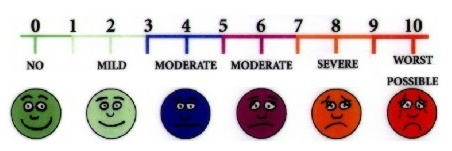 0 1 2 3 4 5 6 7 8 9 10
NO MILD MODERATE MODERATE SEVERE WORST
POSSIBLE